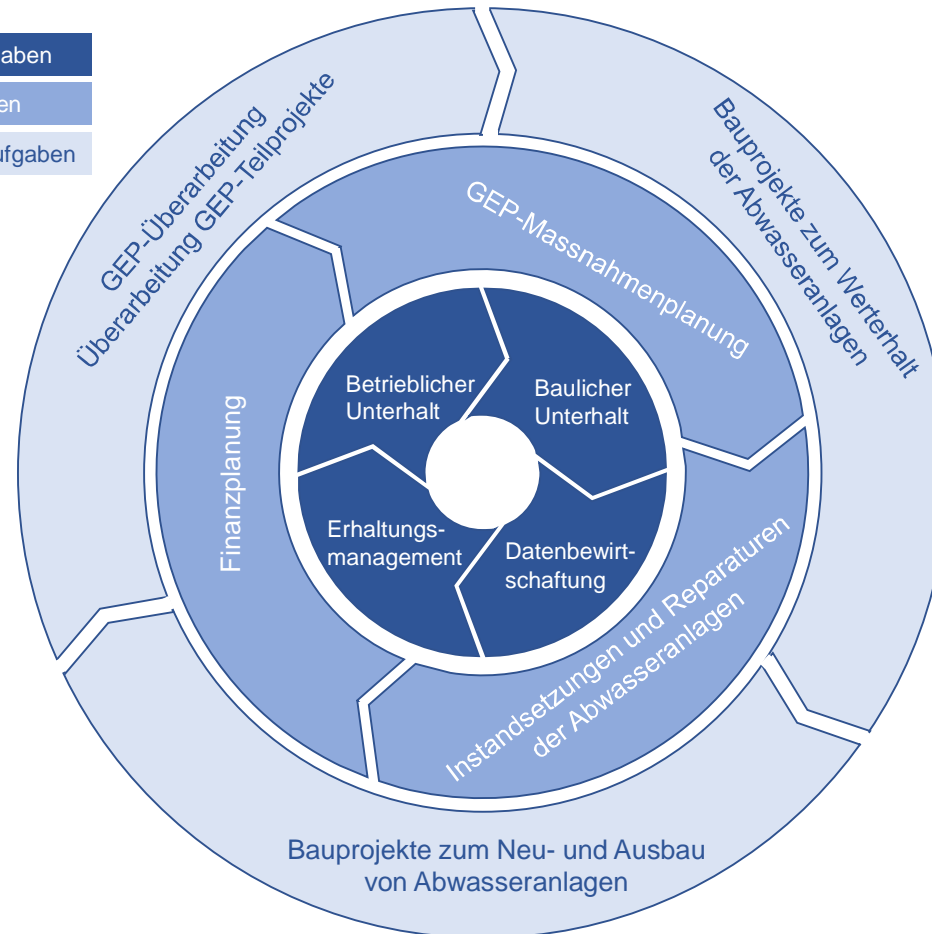 aben
en
ufgaben
GEP-Überarbeitung
Überarbeitung GEP-Teilprojekte
Bauprojekte zum Werterhalt
der Abwasseranlagen
GEP-Massnahmenplanung
Finanzplanung
Betrieblicher
Unterhalt
Baulicher
Unterhalt
Erhaltungs-
management
Datenbewirt-
schaftung
Instandsetzungen und Reparaturen
der Abwasseranlagen
Bauprojekte zum Neu- und Ausbau
von Abwasseranlagen